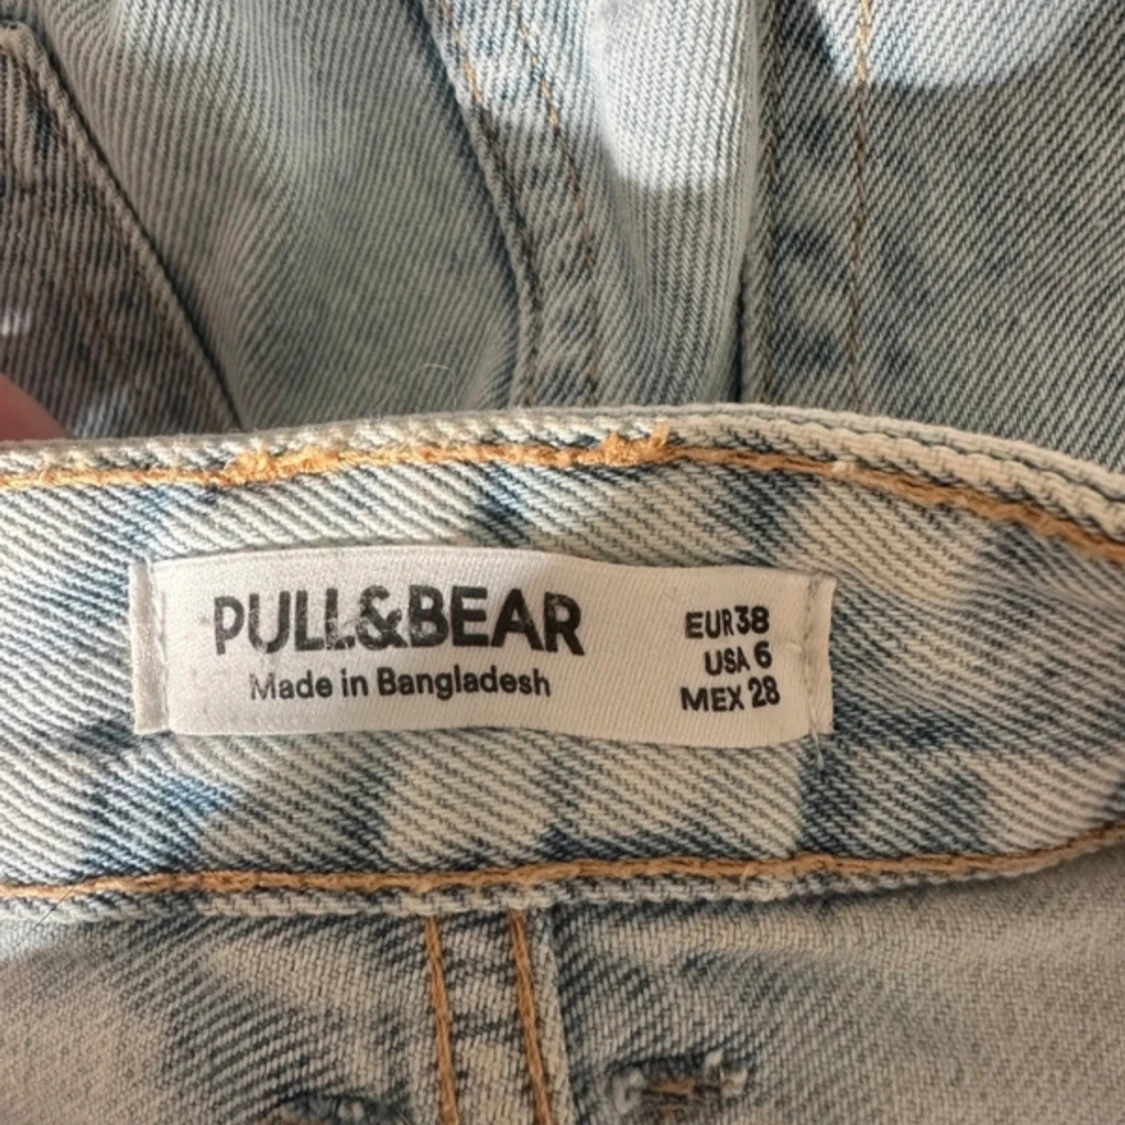 PULL&BEAR
Made in Bangladesh
EUR 38
USA 6
MEX 28